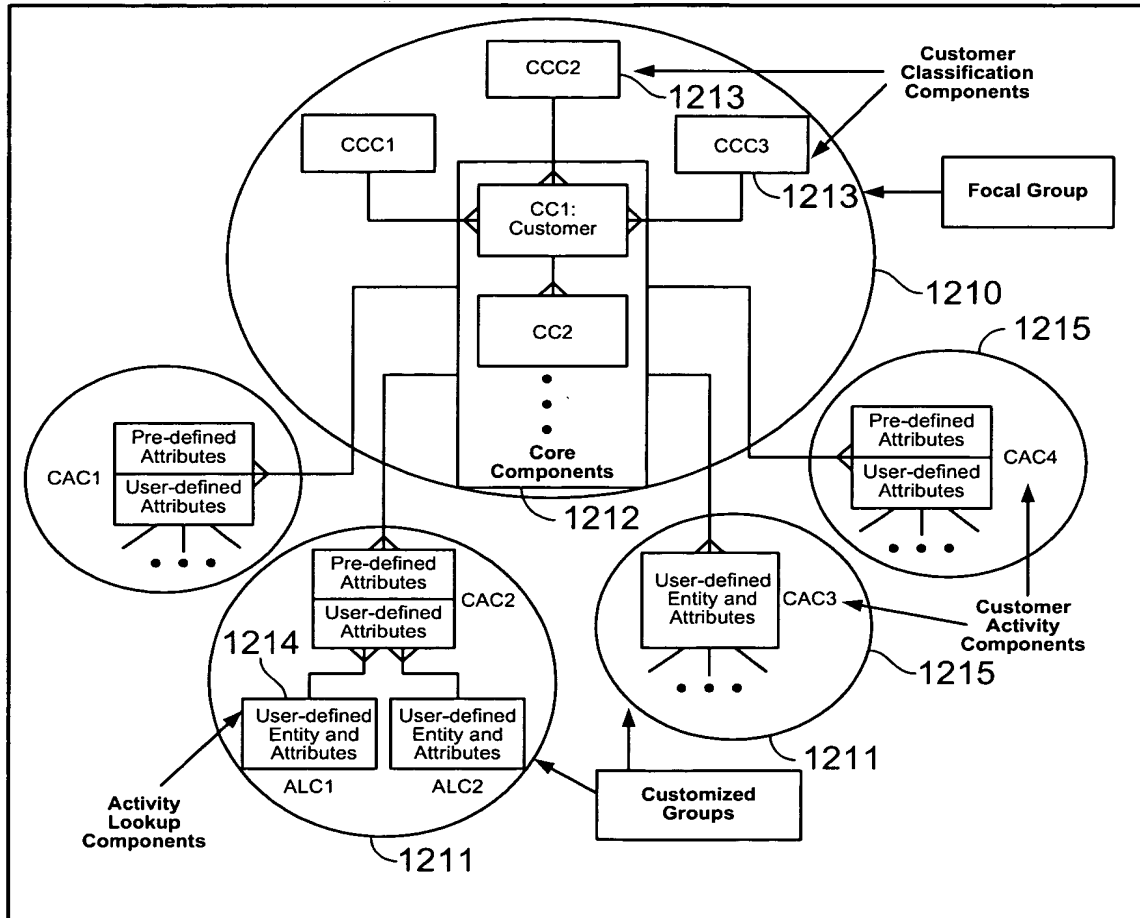 CCC2
Customer
Classification
Components
1213
CCC1
CCC3
1213
Focal Group
CC1:
Customer
1210
CC2
1215
Core
Components
1212
CAC1
Pre-defined
Attributes
User-defined
Attributes
Pre-defined
Attributes
User-defined
Attributes
CAC4
Pre-defined
Attributes
User-defined
Attributes
CAC2
User-defined
Entity and
Attributes
CAC3
Customer
Activity
Components
1214
1215
User-defined
Entity and
Attributes
ALC1
User-defined
Entity and
Attributes
ALC2
1211
Activity
Lookup
Components
Customized
Groups
1211